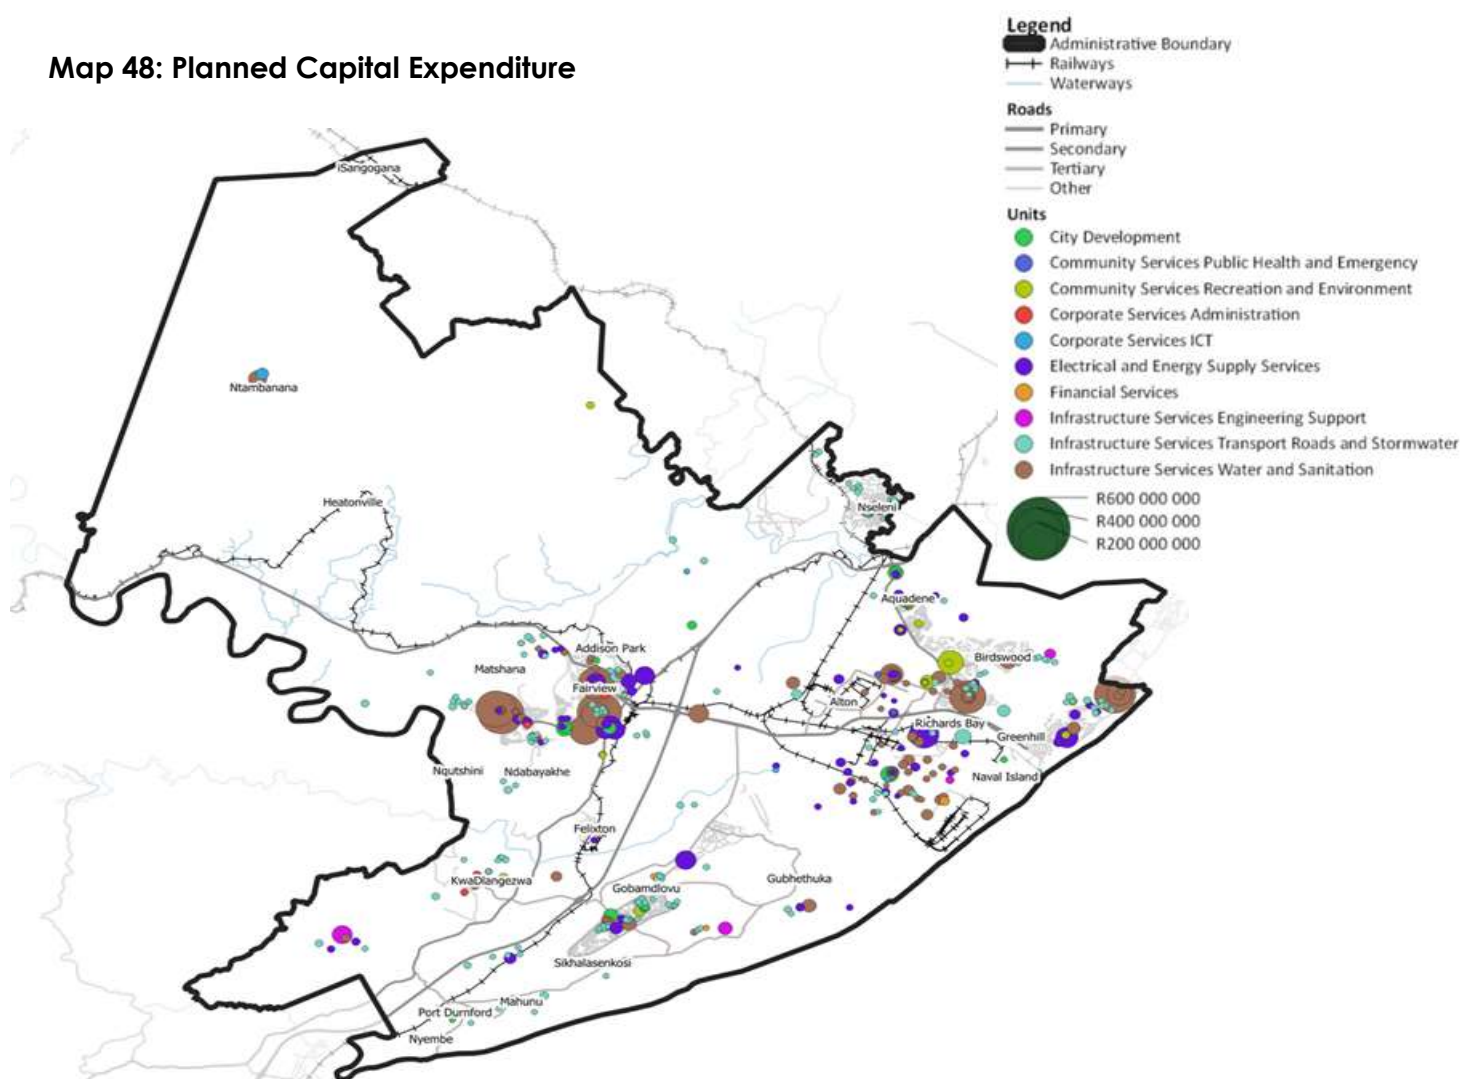 Map 48: Planned Capital Expenditure
Legend
Administrative Boundary
Railways
Waterways
Roads
Primary
Secondary
Tertiary
Other
Units
City Development
Community Services Public Health and Emergency
Community Services Recreation and Environment
Corporate Services Administration
Corporate Services ICT
Electrical and Energy Supply Services
Financial Services
Infrastructure Services Engineering Support
Infrastructure Services Transport Roads and Stormwater
Infrastructure Services Water and Sanitation
R600 000 000
R400 000 000
R200 000 000
iSangogana
Ntambanana
Heatonville
Nseleni
Aquadene
Addison Park
Birdswood
Matshana
Fairview
Alton
Richards Bay
Greenhill
Nqutshini
Ndabayakhe
Naval Island
Felixton
KwaDlangezwa
Gobamdlovu
Gubhethuka
Sikhalasenkosi
Mahunu
Port Durnford
Nyembe